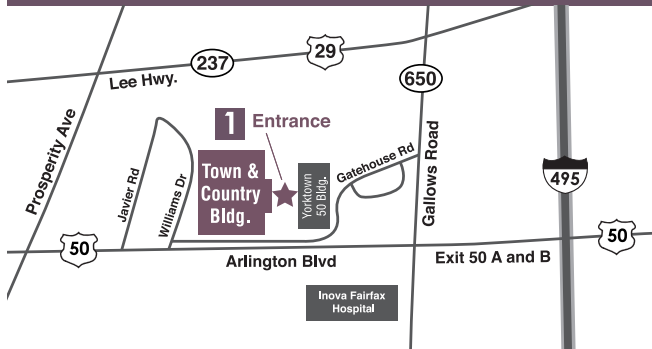 29
237
Lee Hwy.
650
1 Entrance
Prosperity Ave
Javier Rd
Williams Dr
Town &
Country
Bldg.
Yorktown
50 Bldg.
Gatehouse Rd
Gallows Road
495
50
Arlington Blvd
Exit 50 A and B
50
Inova Fairfax
Hospital